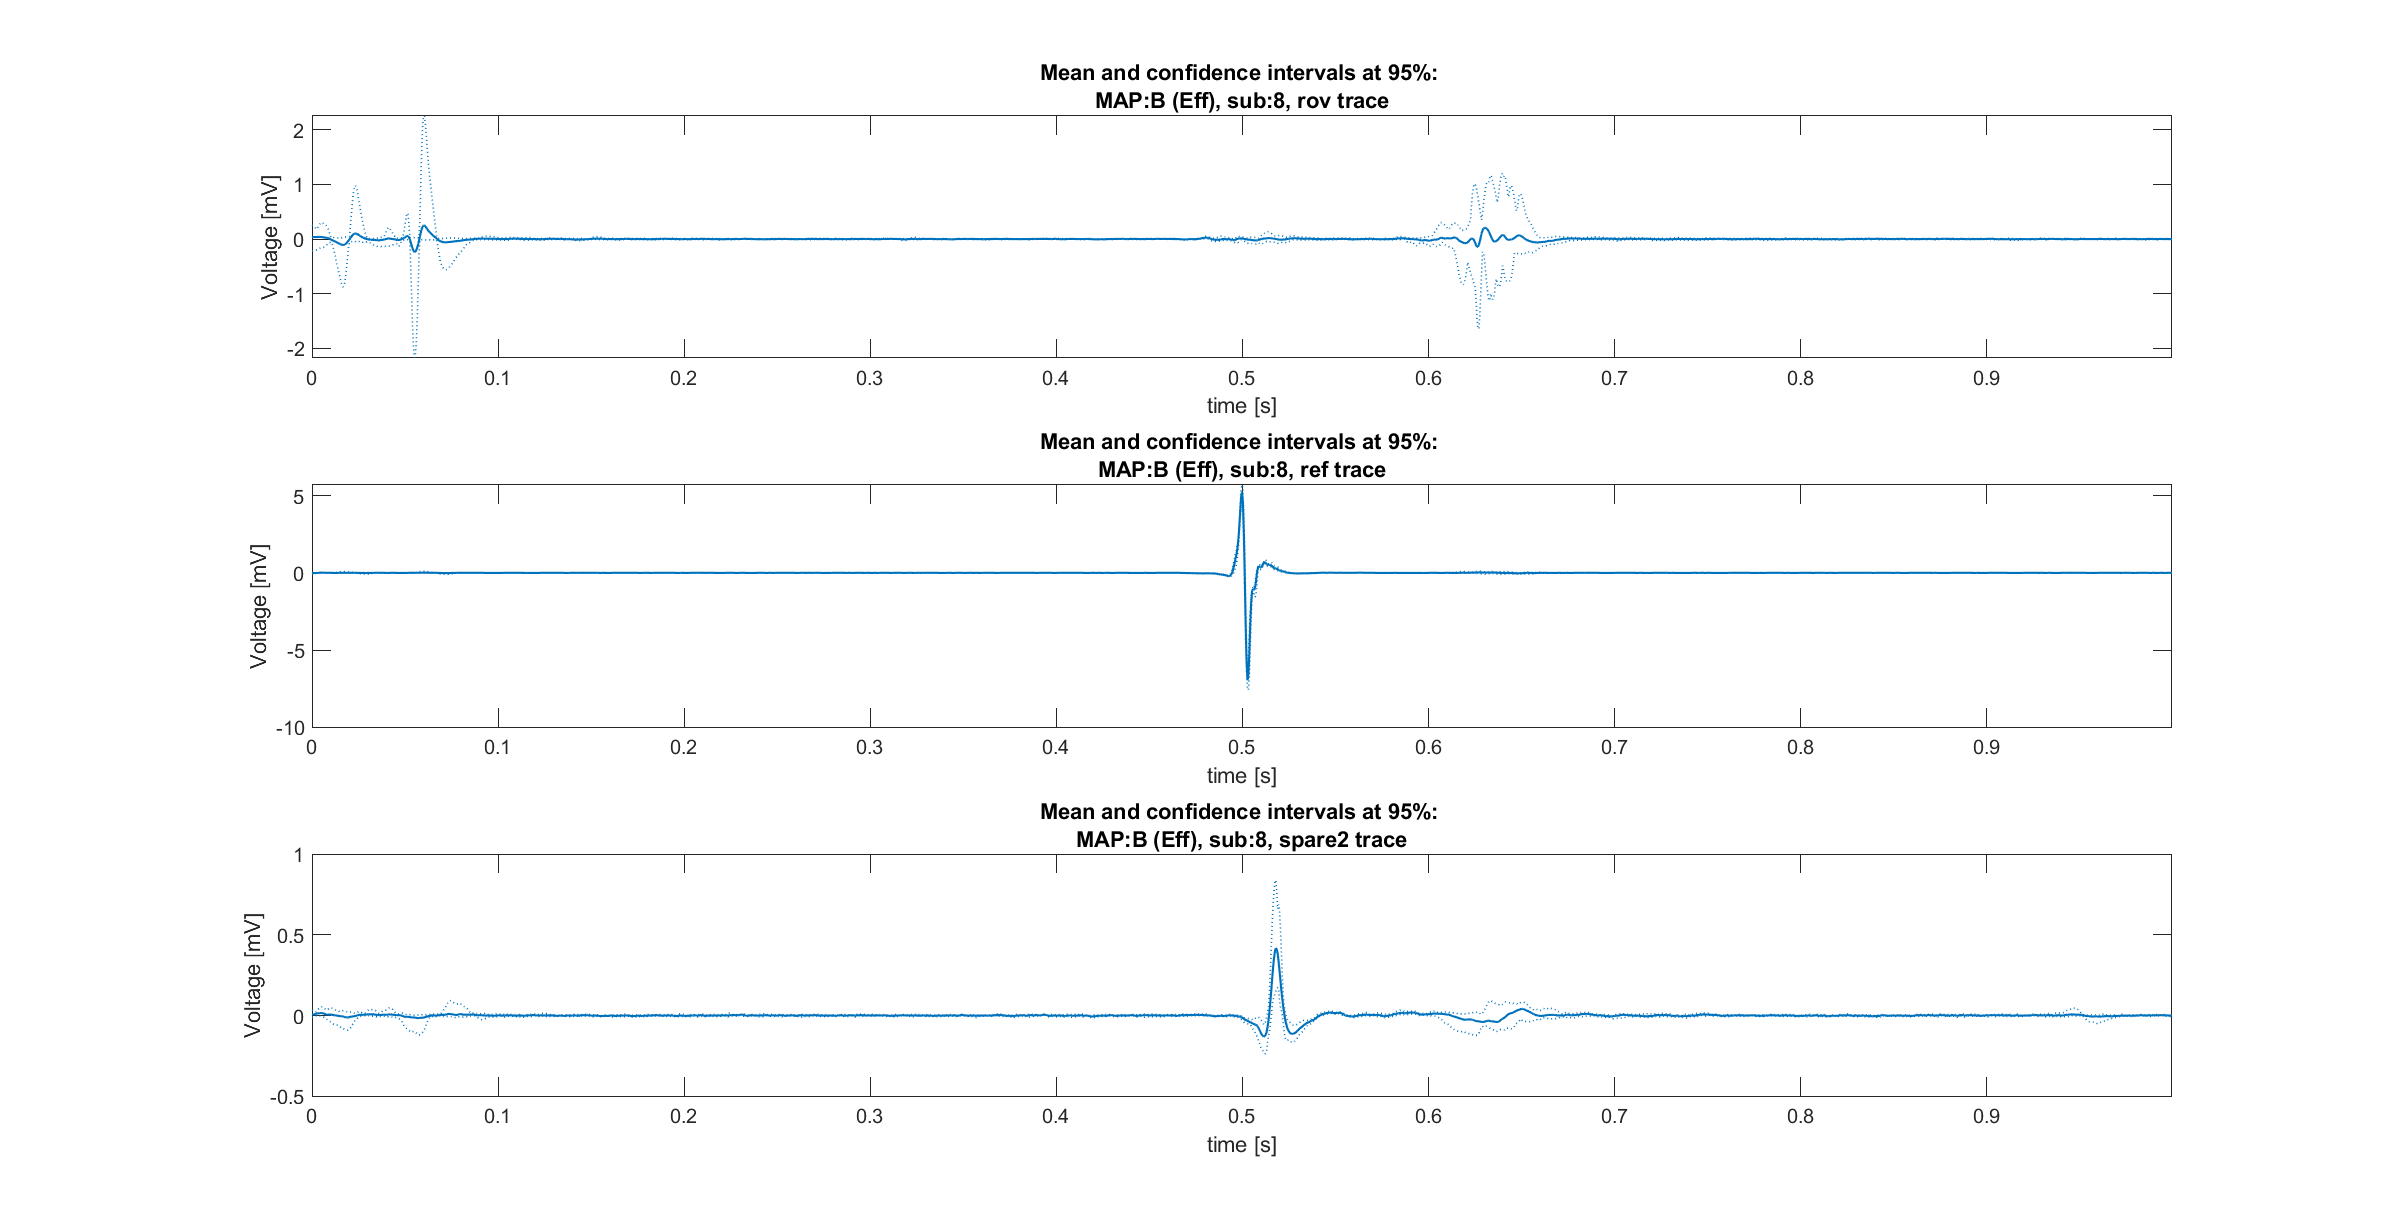 Mean and confidence intervals at 95%:
MAP:B (Eff), sub:8, rov trace
Voltage [mV]
2
1
0
-1
-2
0 0.1 0.2 0.3 0.4 0.5 0.6 0.7 0.8 0.9
time [s]
Mean and confidence intervals at 95%:
MAP:B (Eff), sub:8, ref trace
Voltage [mV]
5
0
-5
-10
0 0.1 0.2 0.3 0.4 0.5 0.6 0.7 0.8 0.9
time [s]
Mean and confidence intervals at 95%:
MAP:B (Eff), sub:8, spare2 trace
Voltage [mV]
1
0.5
0
-0.5
0 0.1 0.2 0.3 0.4 0.5 0.6 0.7 0.8 0.9
time [s]